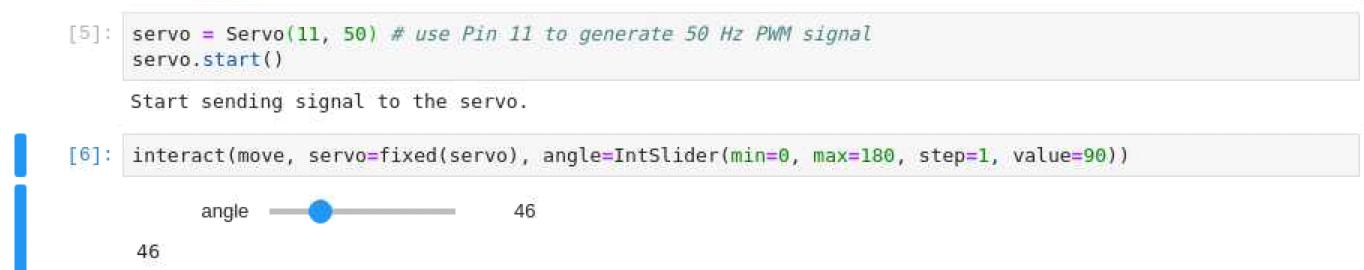 [5]: servo = Servo(11, 50) # use Pin 11 to generate 50 Hz PWM signal
servo.start()
Start sending signal to the servo.
[6]: interact(move, servo=fixed(servo), angle=IntSlider(min=0, max=180, step=1, value=90))
angle 46
46